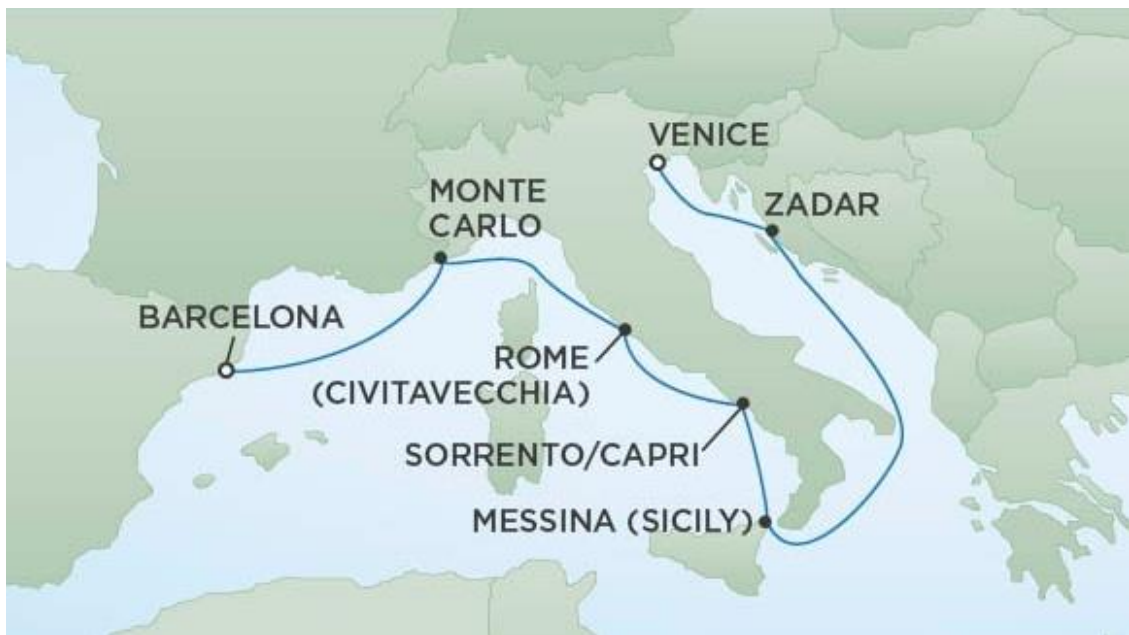 VENICE
MONTE
CARLO
ZADAR
BARCELONA
ROME
(CIVITAVECCHIA)
SORRENTO/CAPRI
MESSINA (SICILY)